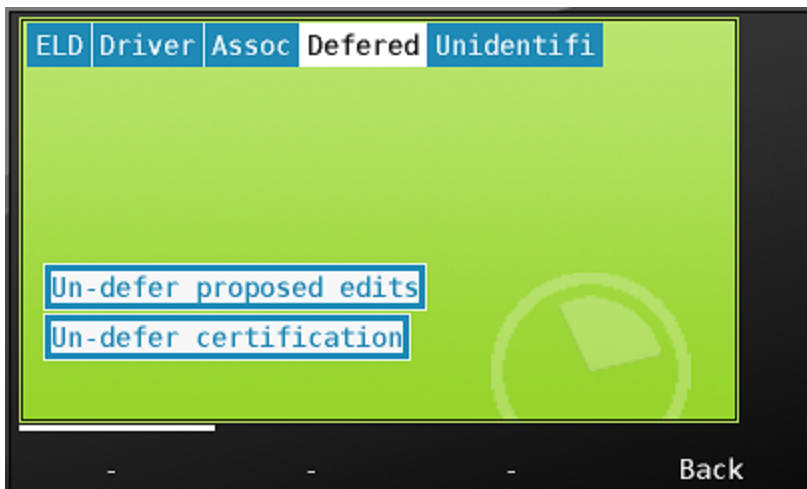 ELD Driver Assoc Defered Unidentifi
Un-defer proposed edits
Un-defer certification
- - - Back